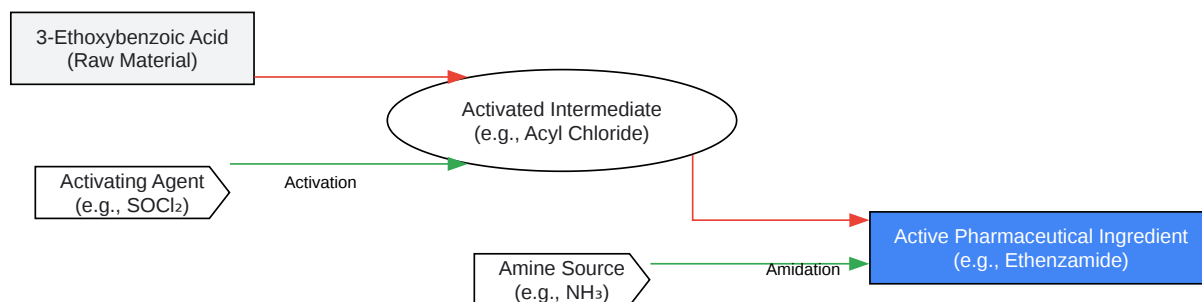 3-Ethoxybenzoic Acid
(Raw Material)
Activated Intermediate
(e.g., Acyl Chloride)
Activating Agent
(e.g., SOCl₂)
Activation
Active Pharmaceutical Ingredient
(e.g., Ethenzamide)
Amine Source
(e.g., NH₃)
Amidation